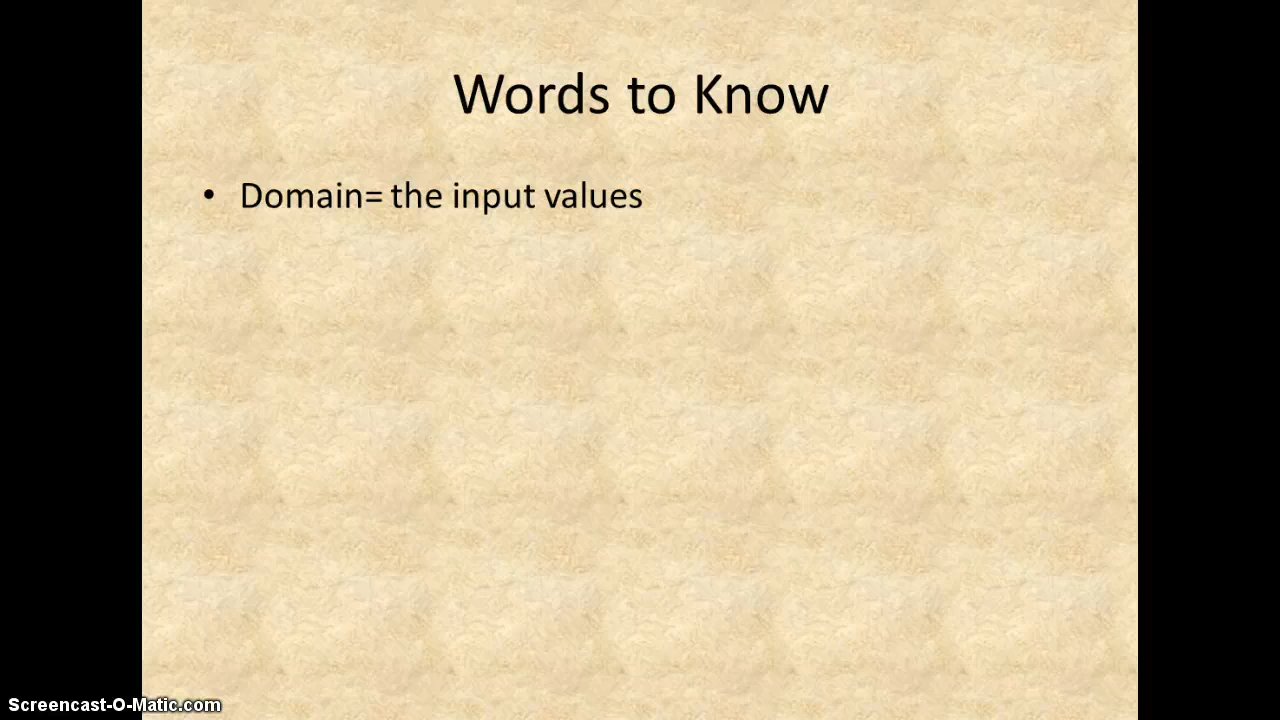 Words to Know
• Domain= the input values
Screencast-O-Matic.com